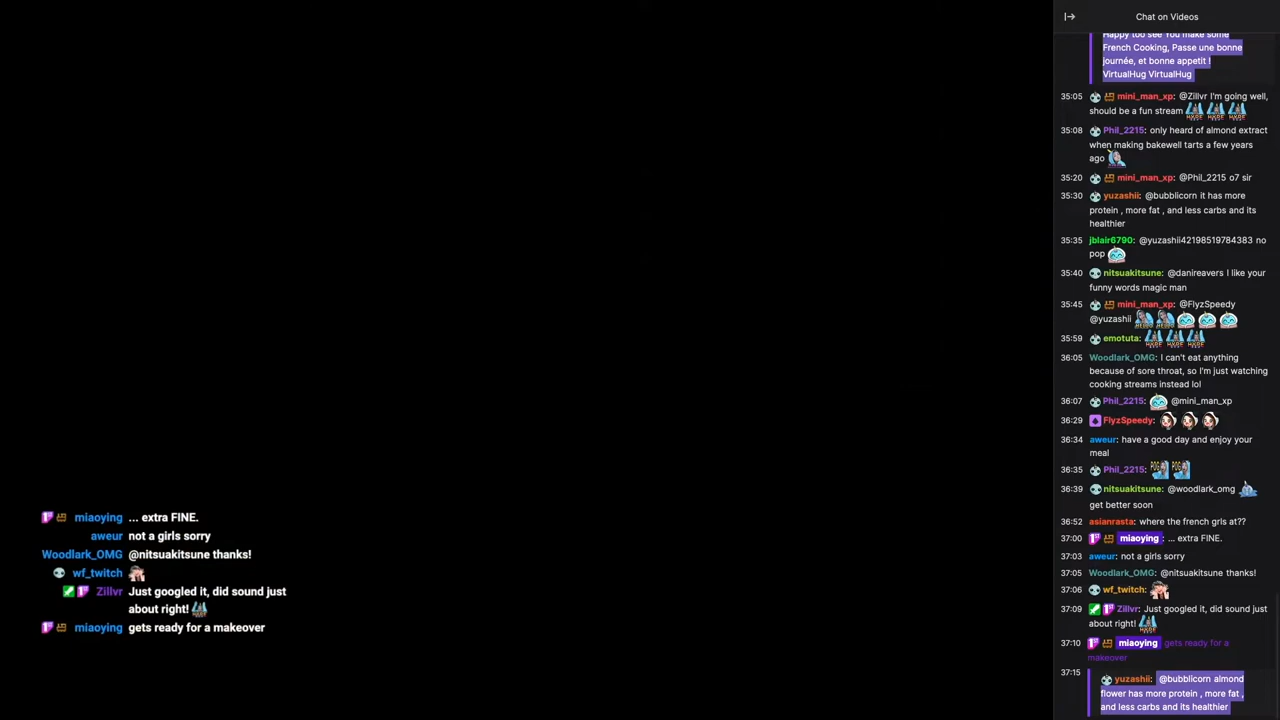 Chat on Videos
Happy too see You make some
French Cooking, Passe une bonne
journée, et bonne appetit !
VirtualHug VirtualHug
35:05 mini_man_xp: @Zillvr I'm going well,
should be a fun stream
35:08 Phil_2215: only heard of almond extract
when making bakewell tarts a few years
ago
35:20 mini_man_xp: @Phil_2215 o7 sir
35:30 yuzashii: @bubblicorn it has more
protein , more fat , and less carbs and its
healthier
35:35 jblair6790: @yuzashii42198519784383 no
pop
35:40 nitsuakitsune: @danireavers I like your
funny words magic man
35:45 mini_man_xp: @FlyzSpeedy
@yuzashii
35:59 emotuta:
36:05 Woodlark_OMG: I can't eat anything
because of sore throat, so I'm just watching
cooking streams instead lol
36:07 Phil_2215: @mini_man_xp
36:29 FlyzSpeedy:
36:34 aweur: have a good day and enjoy your
meal
36:35 Phil_2215:
36:39 nitsuakitsune: @woodlark_omg
get better soon
36:52 asianrasta: where the french grls at??
37:00 miaoying : ... extra FINE.
37:03 aweur: not a girls sorry
37:05 Woodlark_OMG: @nitsuakitsune thanks!
37:06 wf_twitch:
37:09 Zillvr: Just googled it, did sound just
about right!
37:10 miaoying gets ready for a
makeover
37:15 yuzashii: @bubblicorn almond
flower has more protein , more fat ,
and less carbs and its healthier
miaoying ... extra FINE.
aweur not a girls sorry
Woodlark_OMG @nitsuakitsune thanks!
wf_twitch
Zillvr Just googled it, did sound just
about right!
miaoying gets ready for a makeover